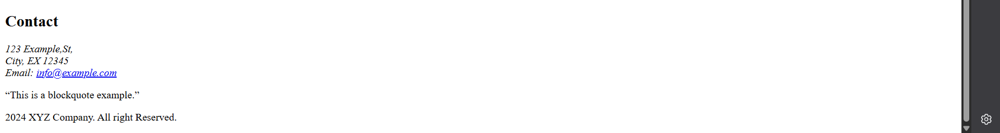 Contact
123 Example,St,
City, EX 12345
Email: info@example.com
“This is a blockquote example.”
2024 XYZ Company. All right Reserved.